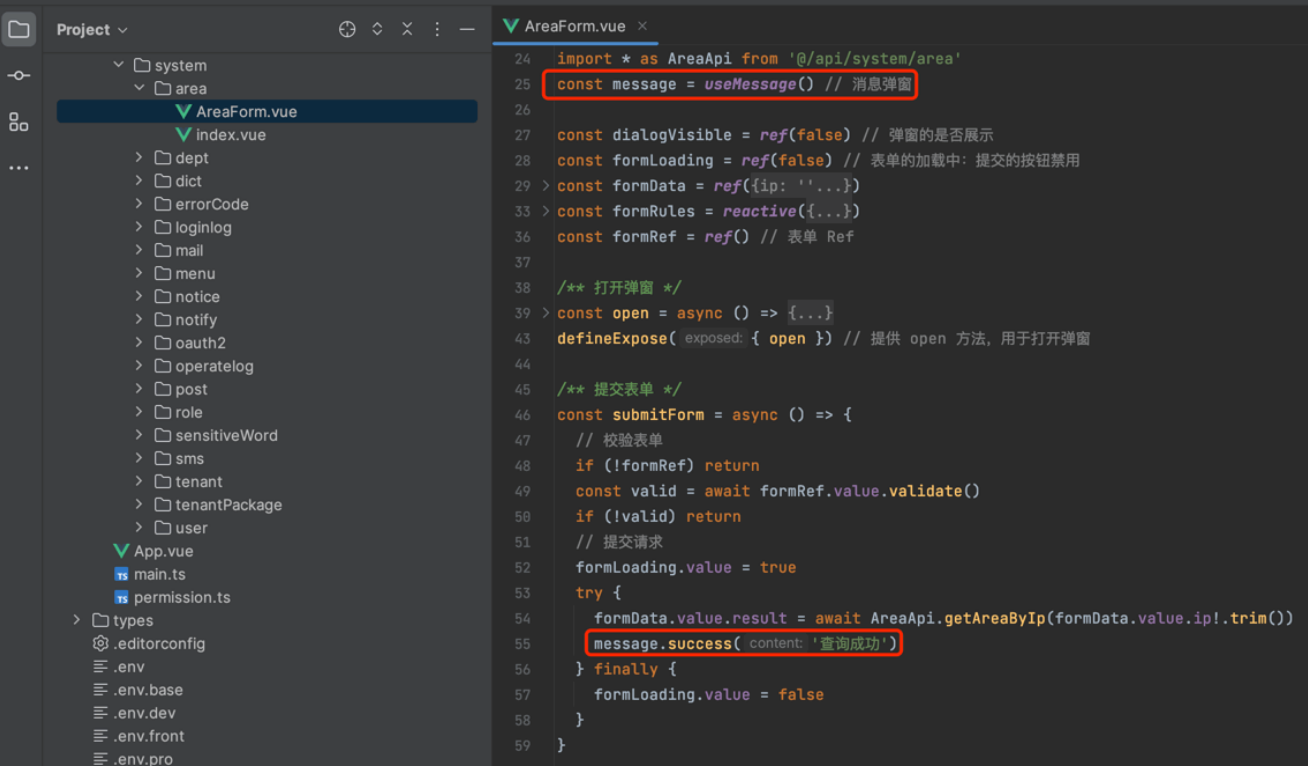 Project
system
area
AreaForm.vue
index.vue
dept
dict
errorCode
loginlog
mail
menu
notice
notify
oauth2
operatelog
post
role
sensitiveWord
sms
tenant
tenantPackage
user
App.vue
main.ts
permission.ts
types
.editorconfig
.env
.env.base
.env.dev
.env.front
.env.pro
AreaForm.vue
24 import * as AreaApi from '@/api/system/area'
25 const message = useMessage() // 消息弹窗
26
27 const dialogVisible = ref(false) // 弹窗的是否展示
28 const formLoading = ref(false) // 表单的加载中：提交的按钮禁用
29 const formData = ref({ip: ''...})
33 const formRules = reactive({...})
36 const formRef = ref() // 表单 Ref
37
38 /** 打开弹窗 */
39 const open = async () => {...}
43 defineExpose( exposed: { open }) // 提供 open 方法，用于打开弹窗
44
45 /** 提交表单 */
46 const submitForm = async () => {
47 // 校验表单
48 if (!formRef) return
49 const valid = await formRef.value.validate()
50 if (!valid) return
51 // 提交请求
52 formLoading.value = true
53 try {
54 formData.value.result = await AreaApi.getAreaByIp(formData.value.ip!.trim())
55 message.success( content: '查询成功')
56 } finally {
57 formLoading.value = false
58 }
59 }